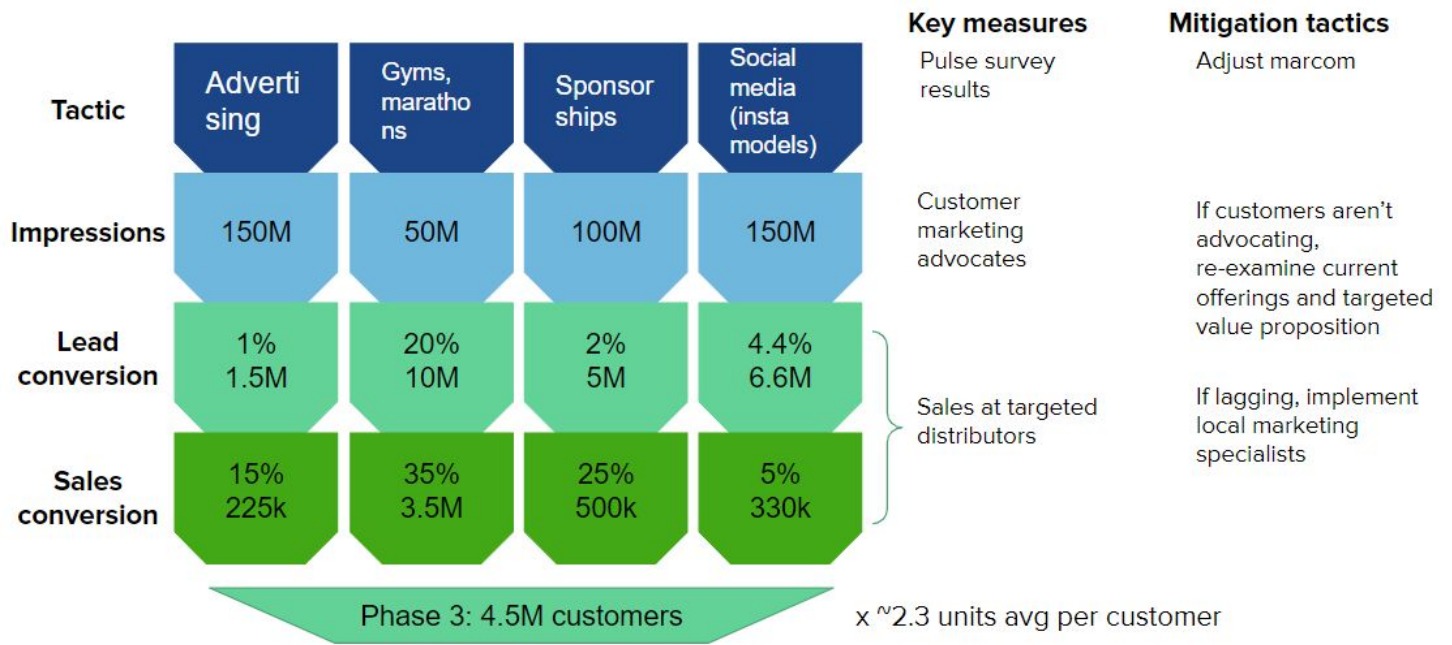 Key measures
Mitigation tactics
Tactic
Adverti
sing
Gyms,
maratho
ns
Sponsor
ships
Social
media
(insta
models)
Pulse survey
results
Adjust marcom
Impressions
150M
50M
100M
150M
Customer
marketing
advocates
If customers aren’t
advocating,
re-examine current
offerings and targeted
value proposition
Lead
conversion
1%
1.5M
20%
10M
2%
5M
4.4%
6.6M
Sales at targeted
distributors
If lagging, implement
local marketing
specialists
Sales
conversion
15%
225k
35%
3.5M
25%
500k
5%
330k
Phase 3: 4.5M customers
x ~2.3 units avg per customer